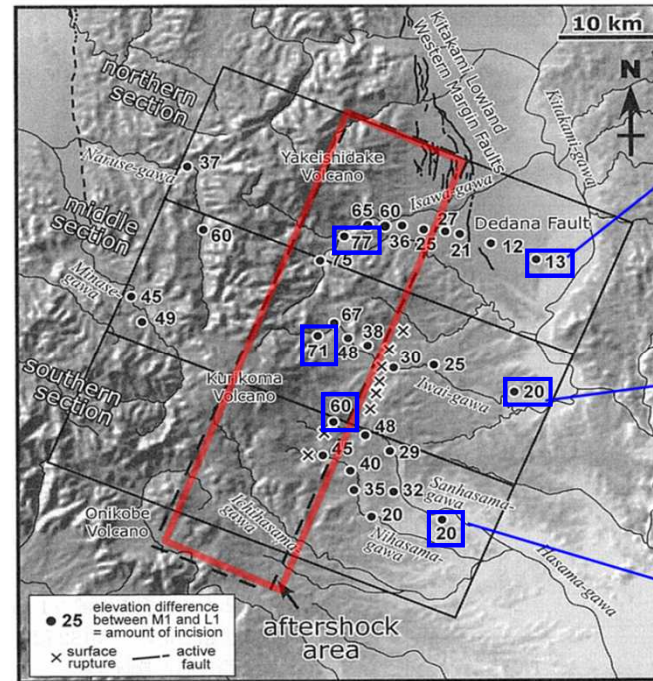 10 km
N
northern
section
middle
section
southern
section
Kitakami Lowland
Western Margin Faults
Kitakami-gawa
Naruse-gawa
37
Yakeishidake
Volcano
Isawa-gawa
60
65
60
77
36
25
27
21
Dedana Fault
12
13
75
Minase-
gawa
45
49
67
71
48
38
30
25
Kurikoma
Volcano
Iwai-gawa
20
60
48
45
29
40
35
32
20
Sanhasama-
gawa
20
Onikobe
Volcano
Ichihasama-
gawa
Nihasama-
gawa
Hasama-gawa
aftershock
area
25
elevation difference
between M1 and L1
= amount of incision
surface
rupture
active
fault